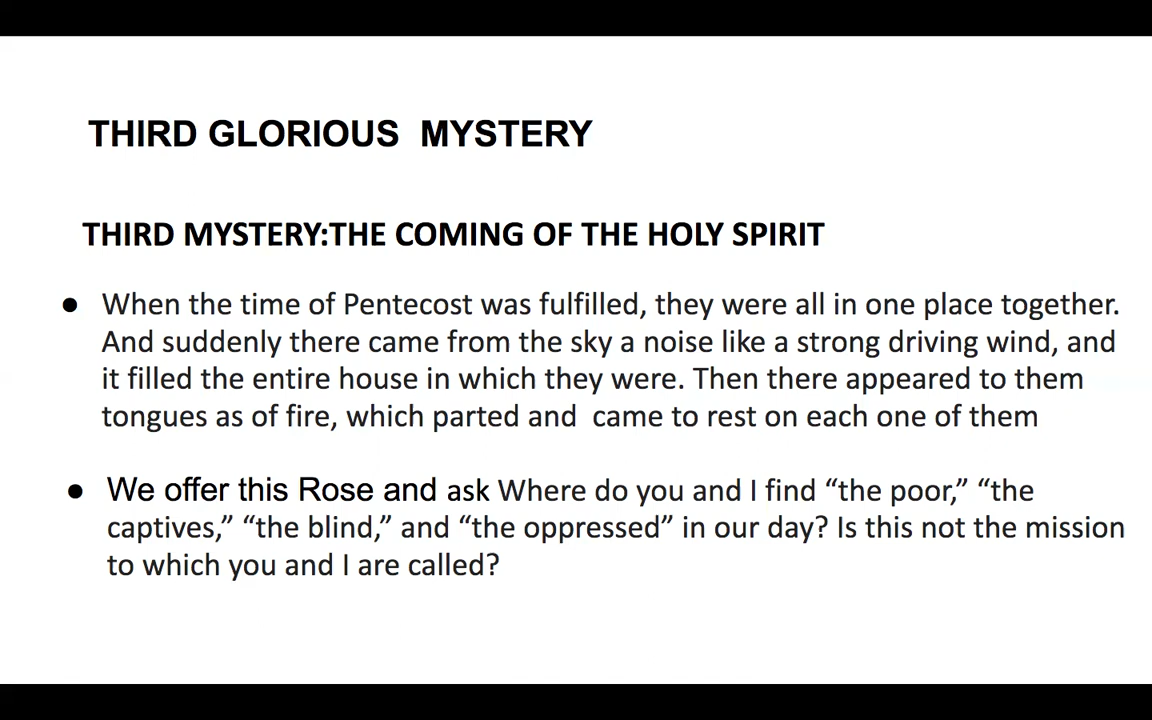 THIRD GLORIOUS  MYSTERY
THIRD MYSTERY:THE COMING OF THE HOLY SPIRIT
● When the time of Pentecost was fulfilled, they were all in one place together.
And suddenly there came from the sky a noise like a strong driving wind, and
it filled the entire house in which they were. Then there appeared to them
tongues as of fire, which parted and  came to rest on each one of them
● We offer this Rose and ask Where do you and I find “the poor,” “the
captives,” “the blind,” and “the oppressed” in our day? Is this not the mission
to which you and I are called?